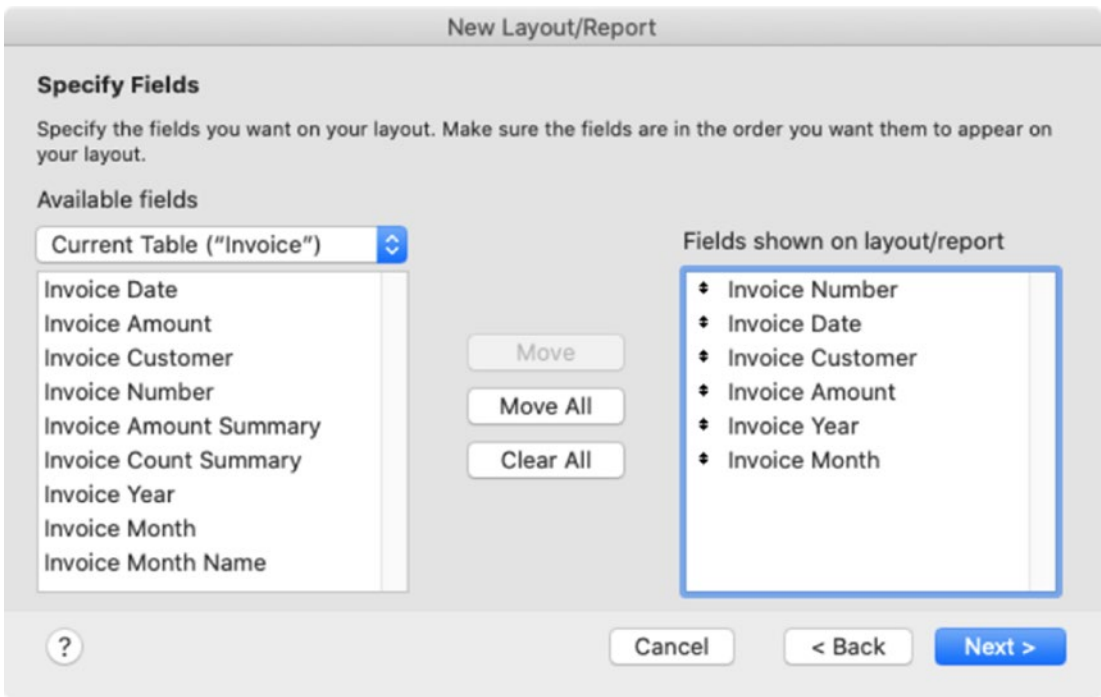 New Layout/Report
Specify Fields
Specify the fields you want on your layout. Make sure the fields are in the order you want them to appear on
your layout.
Available fields
Current Table (“Invoice”)
Invoice Date
Invoice Amount
Invoice Customer
Invoice Number
Invoice Amount Summary
Invoice Count Summary
Invoice Year
Invoice Month
Invoice Month Name
Move
Move All
Clear All
Fields shown on layout/report
Invoice Number
Invoice Date
Invoice Customer
Invoice Amount
Invoice Year
Invoice Month
?
Cancel
< Back
Next >